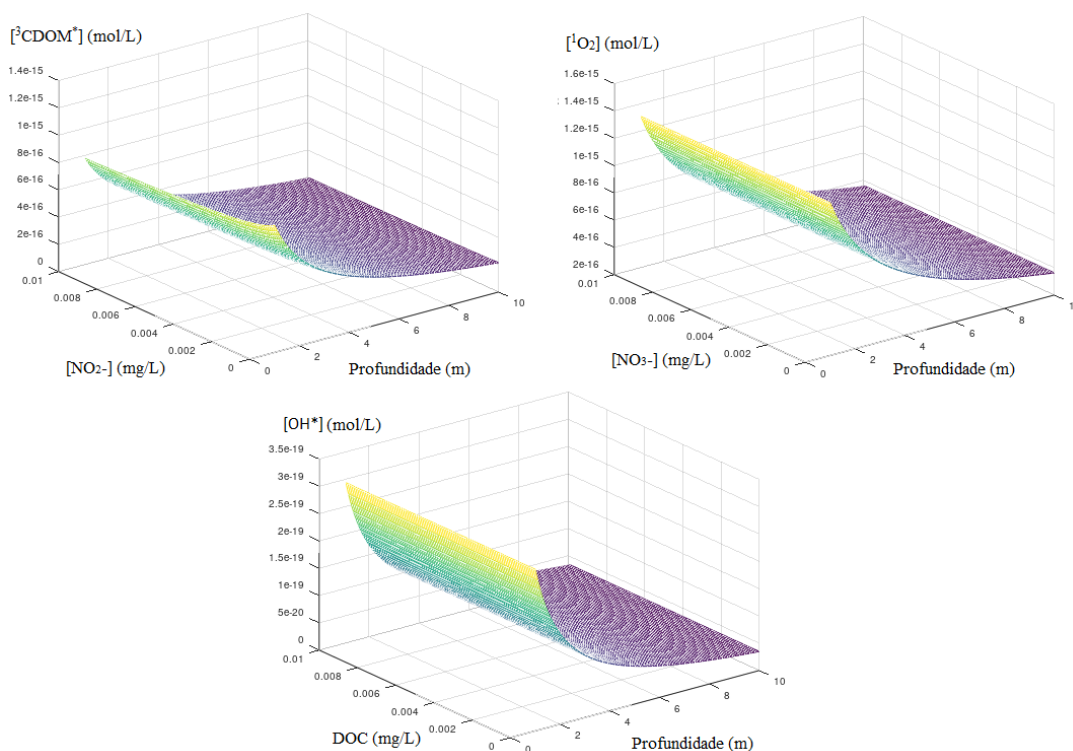 [³CDOM*] (mol/L)
1.4e-15
1.2e-15
1e-15
8e-16
6e-16
4e-16
2e-16
0
0.01
0.008
0.006
0.004
0.002
0
0
2
4
6
8
10
[NO2-] (mg/L)
Profundidade (m)
[¹O2] (mol/L)
1.6e-15
1.4e-15
1.2e-15
1e-15
8e-16
6e-16
4e-16
2e-16
0.01
0.008
0.006
0.004
0.002
0
0
2
4
6
8
1
[NO3-] (mg/L)
Profundidade (m)
[OH*] (mol/L)
3.5e-19
3e-19
2.5e-19
2e-19
1.5e-19
1e-19
5e-20
0
0.01
0.008
0.006
0.004
0.002
0
0
2
4
6
8
10
DOC (mg/L)
Profundidade (m)